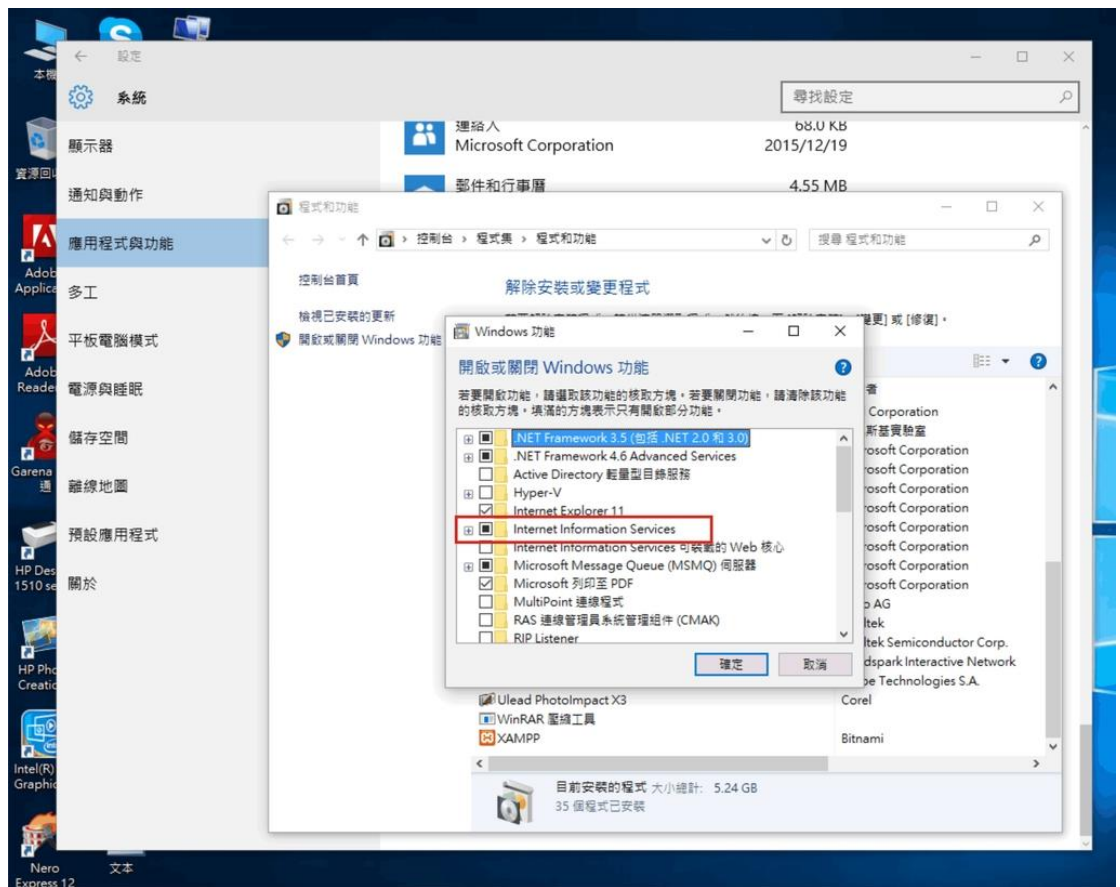 本機
資源回
Adob
Applica
Adob
Reade
Garena
通
HP Des
1510 se
HP Pho
Creatio
Intel(R)
Graphic
Nero
Express 12
文本
設定
系統
尋找設定
顯示器
通知與動作
應用程式與功能
多工
平板電腦模式
電源與睡眠
儲存空間
離線地圖
預設應用程式
關於
連絡人 68.0 KB
Microsoft Corporation 2015/12/19
郵件和行事曆 4.55 MB
程式和功能
控制台 › 程式集 › 程式和功能
搜尋 程式和功能
控制台首頁
檢視已安裝的更新
開啟或關閉 Windows 功能
解除安裝或變更程式
[變更] 或 [修復]。
Windows 功能
開啟或關閉 Windows 功能
若要開啟功能，請選取該功能的核取方塊。若要關閉功能，請清除該功能
的核取方塊。填滿的方塊表示只有開啟部分功能。
.NET Framework 3.5 (包括 .NET 2.0 和 3.0)
.NET Framework 4.6 Advanced Services
Active Directory 輕量型目錄服務
Hyper-V
Internet Explorer 11
Internet Information Services
Internet Information Services 可裝載的 Web 核心
Microsoft Message Queue (MSMQ) 伺服器
Microsoft 列印至 PDF
MultiPoint 連線程式
RAS 連線管理員系統管理組件 (CMAK)
RIP Listener
確定 取消
者
Corporation
斯基實驗室
rosoft Corporation
rosoft Corporation
rosoft Corporation
rosoft Corporation
rosoft Corporation
rosoft Corporation
rosoft Corporation
rosoft Corporation
o AG
ltek
ltek Semiconductor Corp.
dspark Interactive Network
be Technologies S.A.
Ulead PhotoImpact X3 Corel
WinRAR 壓縮工具
XAMPP Bitnami
目前安裝的程式 大小總計: 5.24 GB
35 個程式已安裝